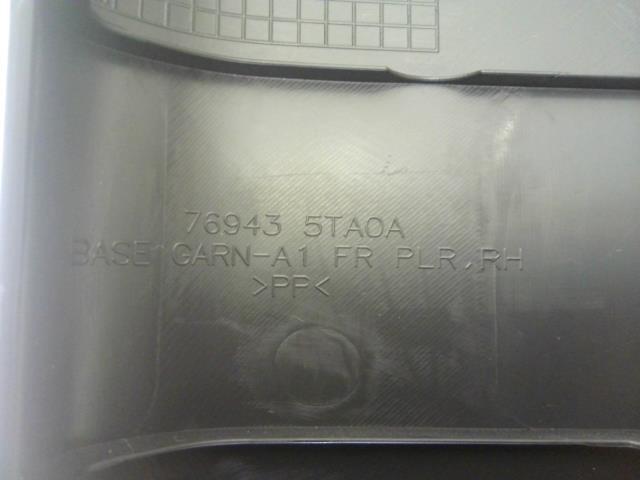 76943 5TA0A
BASE GARN-A1 FR PLR,RH
>PP<